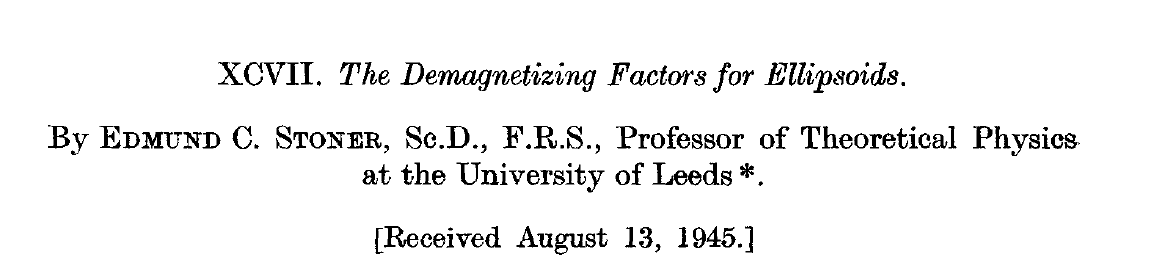 XCVII. The Demagnetizing Factors for Ellipsoids.
By EDMUND C. STONER, Sc.D., F.R.S., Professor of Theoretical Physics
at the University of Leeds *.
[Received August 13, 1945.]